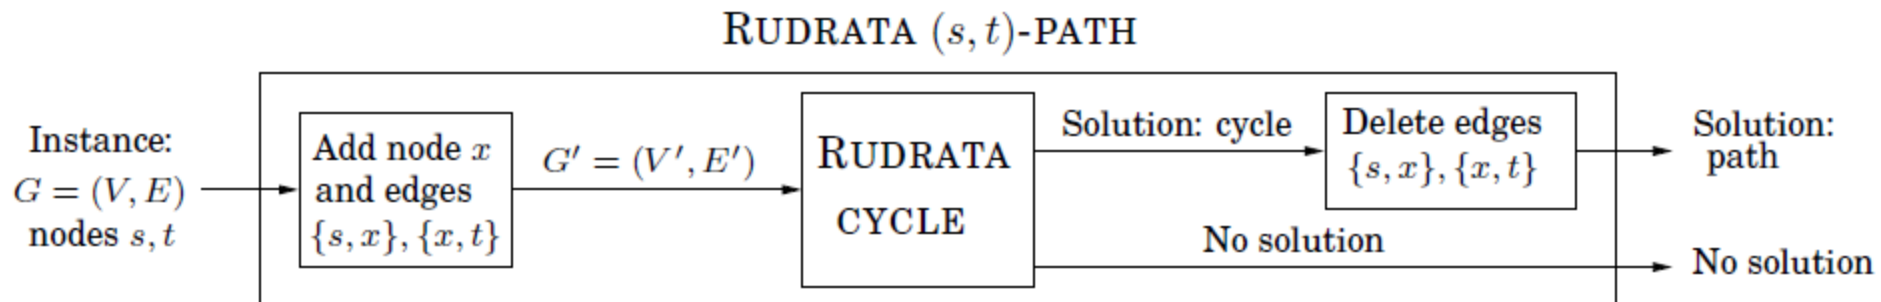 RUDRATA (s, t)-PATH
Instance:
G = (V, E)
nodes s, t
Add node x
and edges
{s, x}, {x, t}
G′ = (V′, E′)
RUDRATA
CYCLE
Solution: cycle
No solution
Delete edges
{s, x}, {x, t}
Solution:
path
No solution